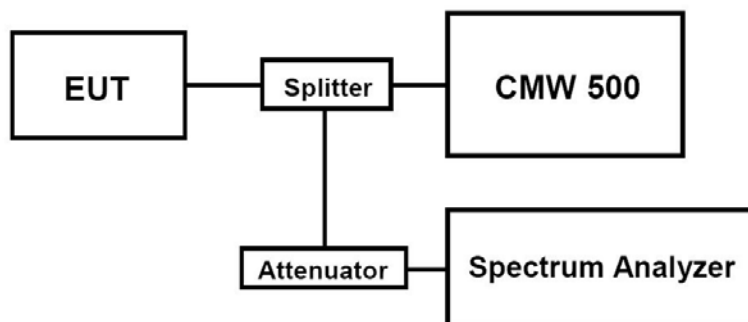 EUT
Splitter
CMW 500
Attenuator
Spectrum Analyzer